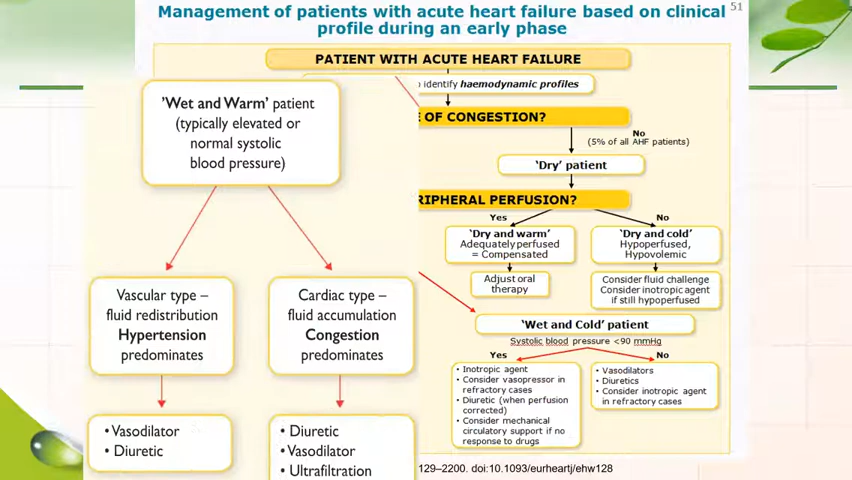 Management of patients with acute heart failure based on clinical
profile during an early phase
51
PATIENT WITH ACUTE HEART FAILURE
identify haemodynamic profiles
E OF CONGESTION?
No
(5% of all AHF patients)
'Dry' patient
RIPHERAL PERFUSION?
Yes
No
'Dry and warm'
Adequately perfused
= Compensated
'Dry and cold'
Hypoperfused,
Hypovolemic
Adjust oral
therapy
Consider fluid challenge
Consider inotropic agent
if still hypoperfused
'Wet and Cold' patient
Systolic blood pressure <90 mmHg
Yes
No
• Inotropic agent
• Consider vasopressor in
refractory cases
• Diuretic (when perfusion
corrected)
• Consider mechanical
circulatory support if no
response to drugs
• Vasodilators
• Diuretics
• Consider inotropic agent
in refractory cases
'Wet and Warm' patient
(typically elevated or
normal systolic
blood pressure)
Vascular type –
fluid redistribution
Hypertension
predominates
Cardiac type –
fluid accumulation
Congestion
predominates
• Vasodilator
• Diuretic
• Diuretic
• Vasodilator
• Ultrafiltration
129–2200. doi:10.1093/eurheartj/ehw128